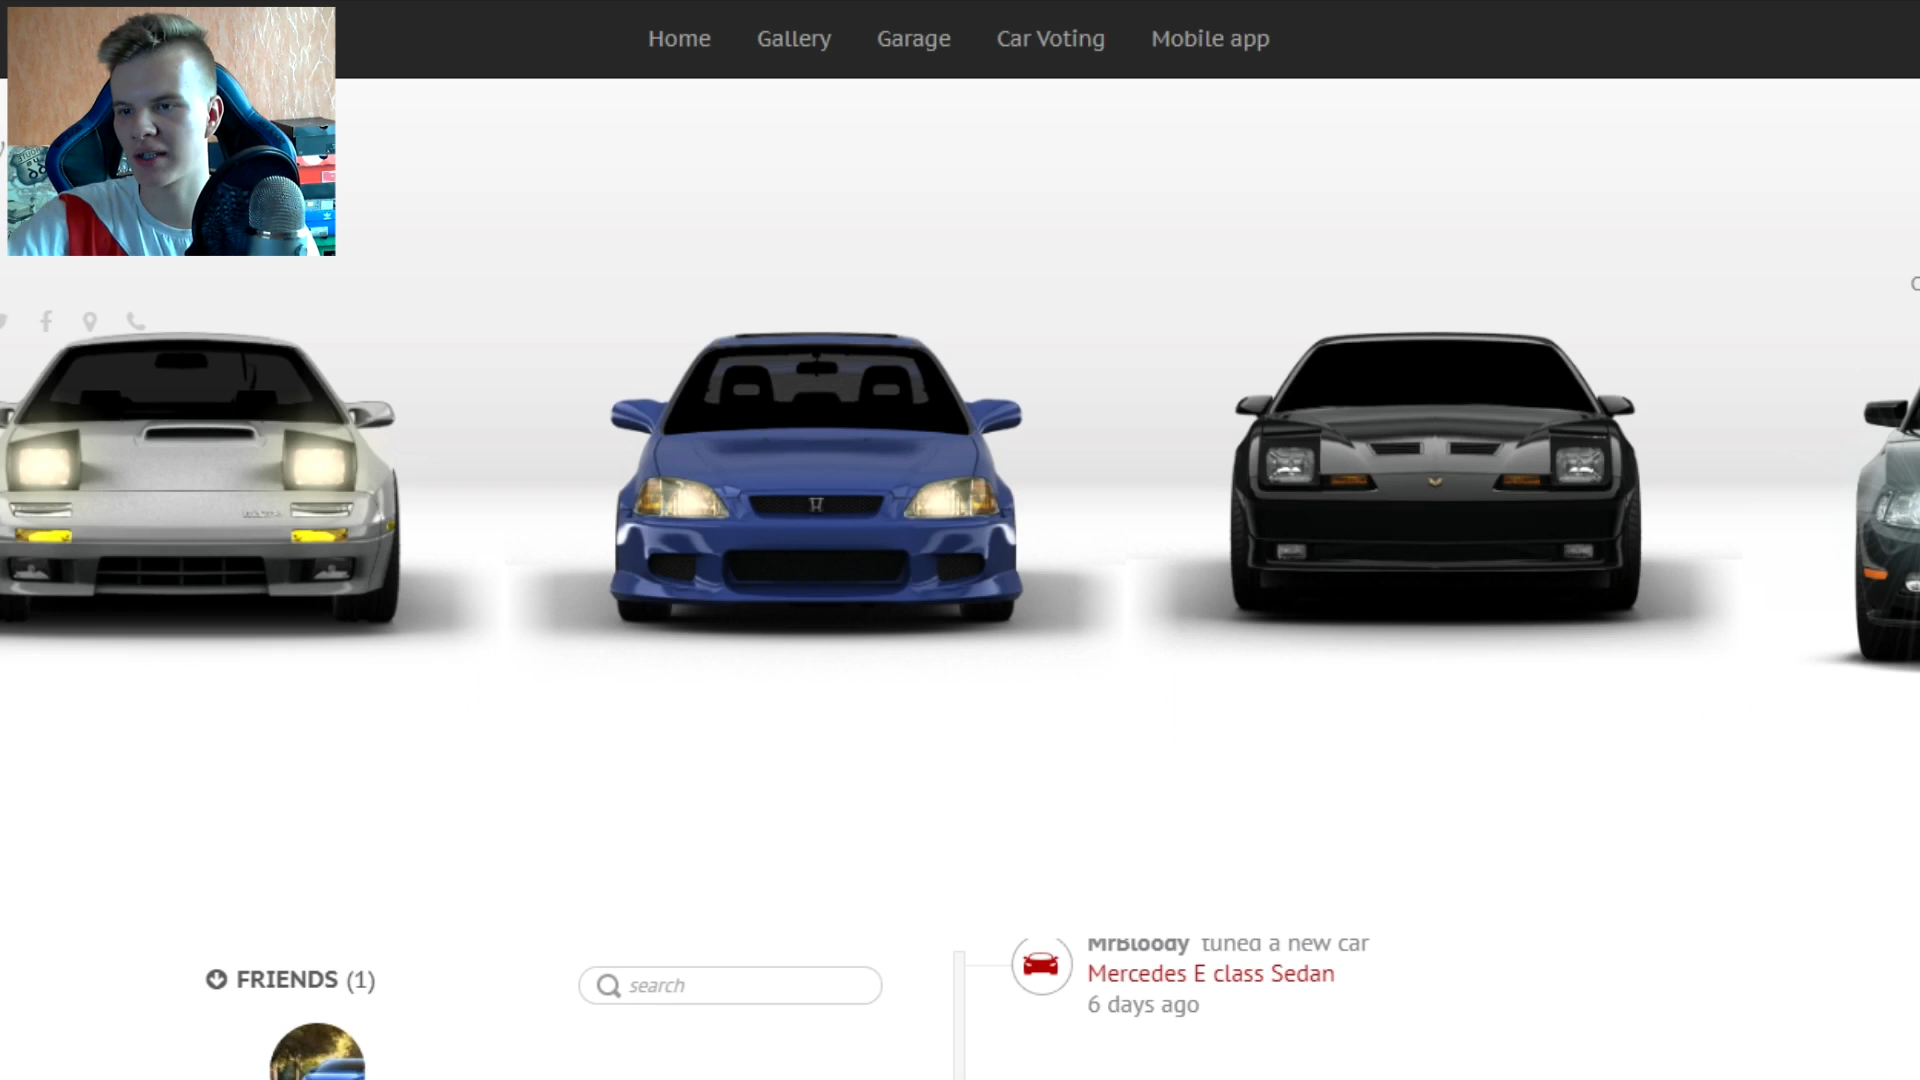 Home Gallery Garage Car Voting Mobile app
FRIENDS (1)
search
MrBloody tuned a new car
Mercedes E class Sedan
6 days ago